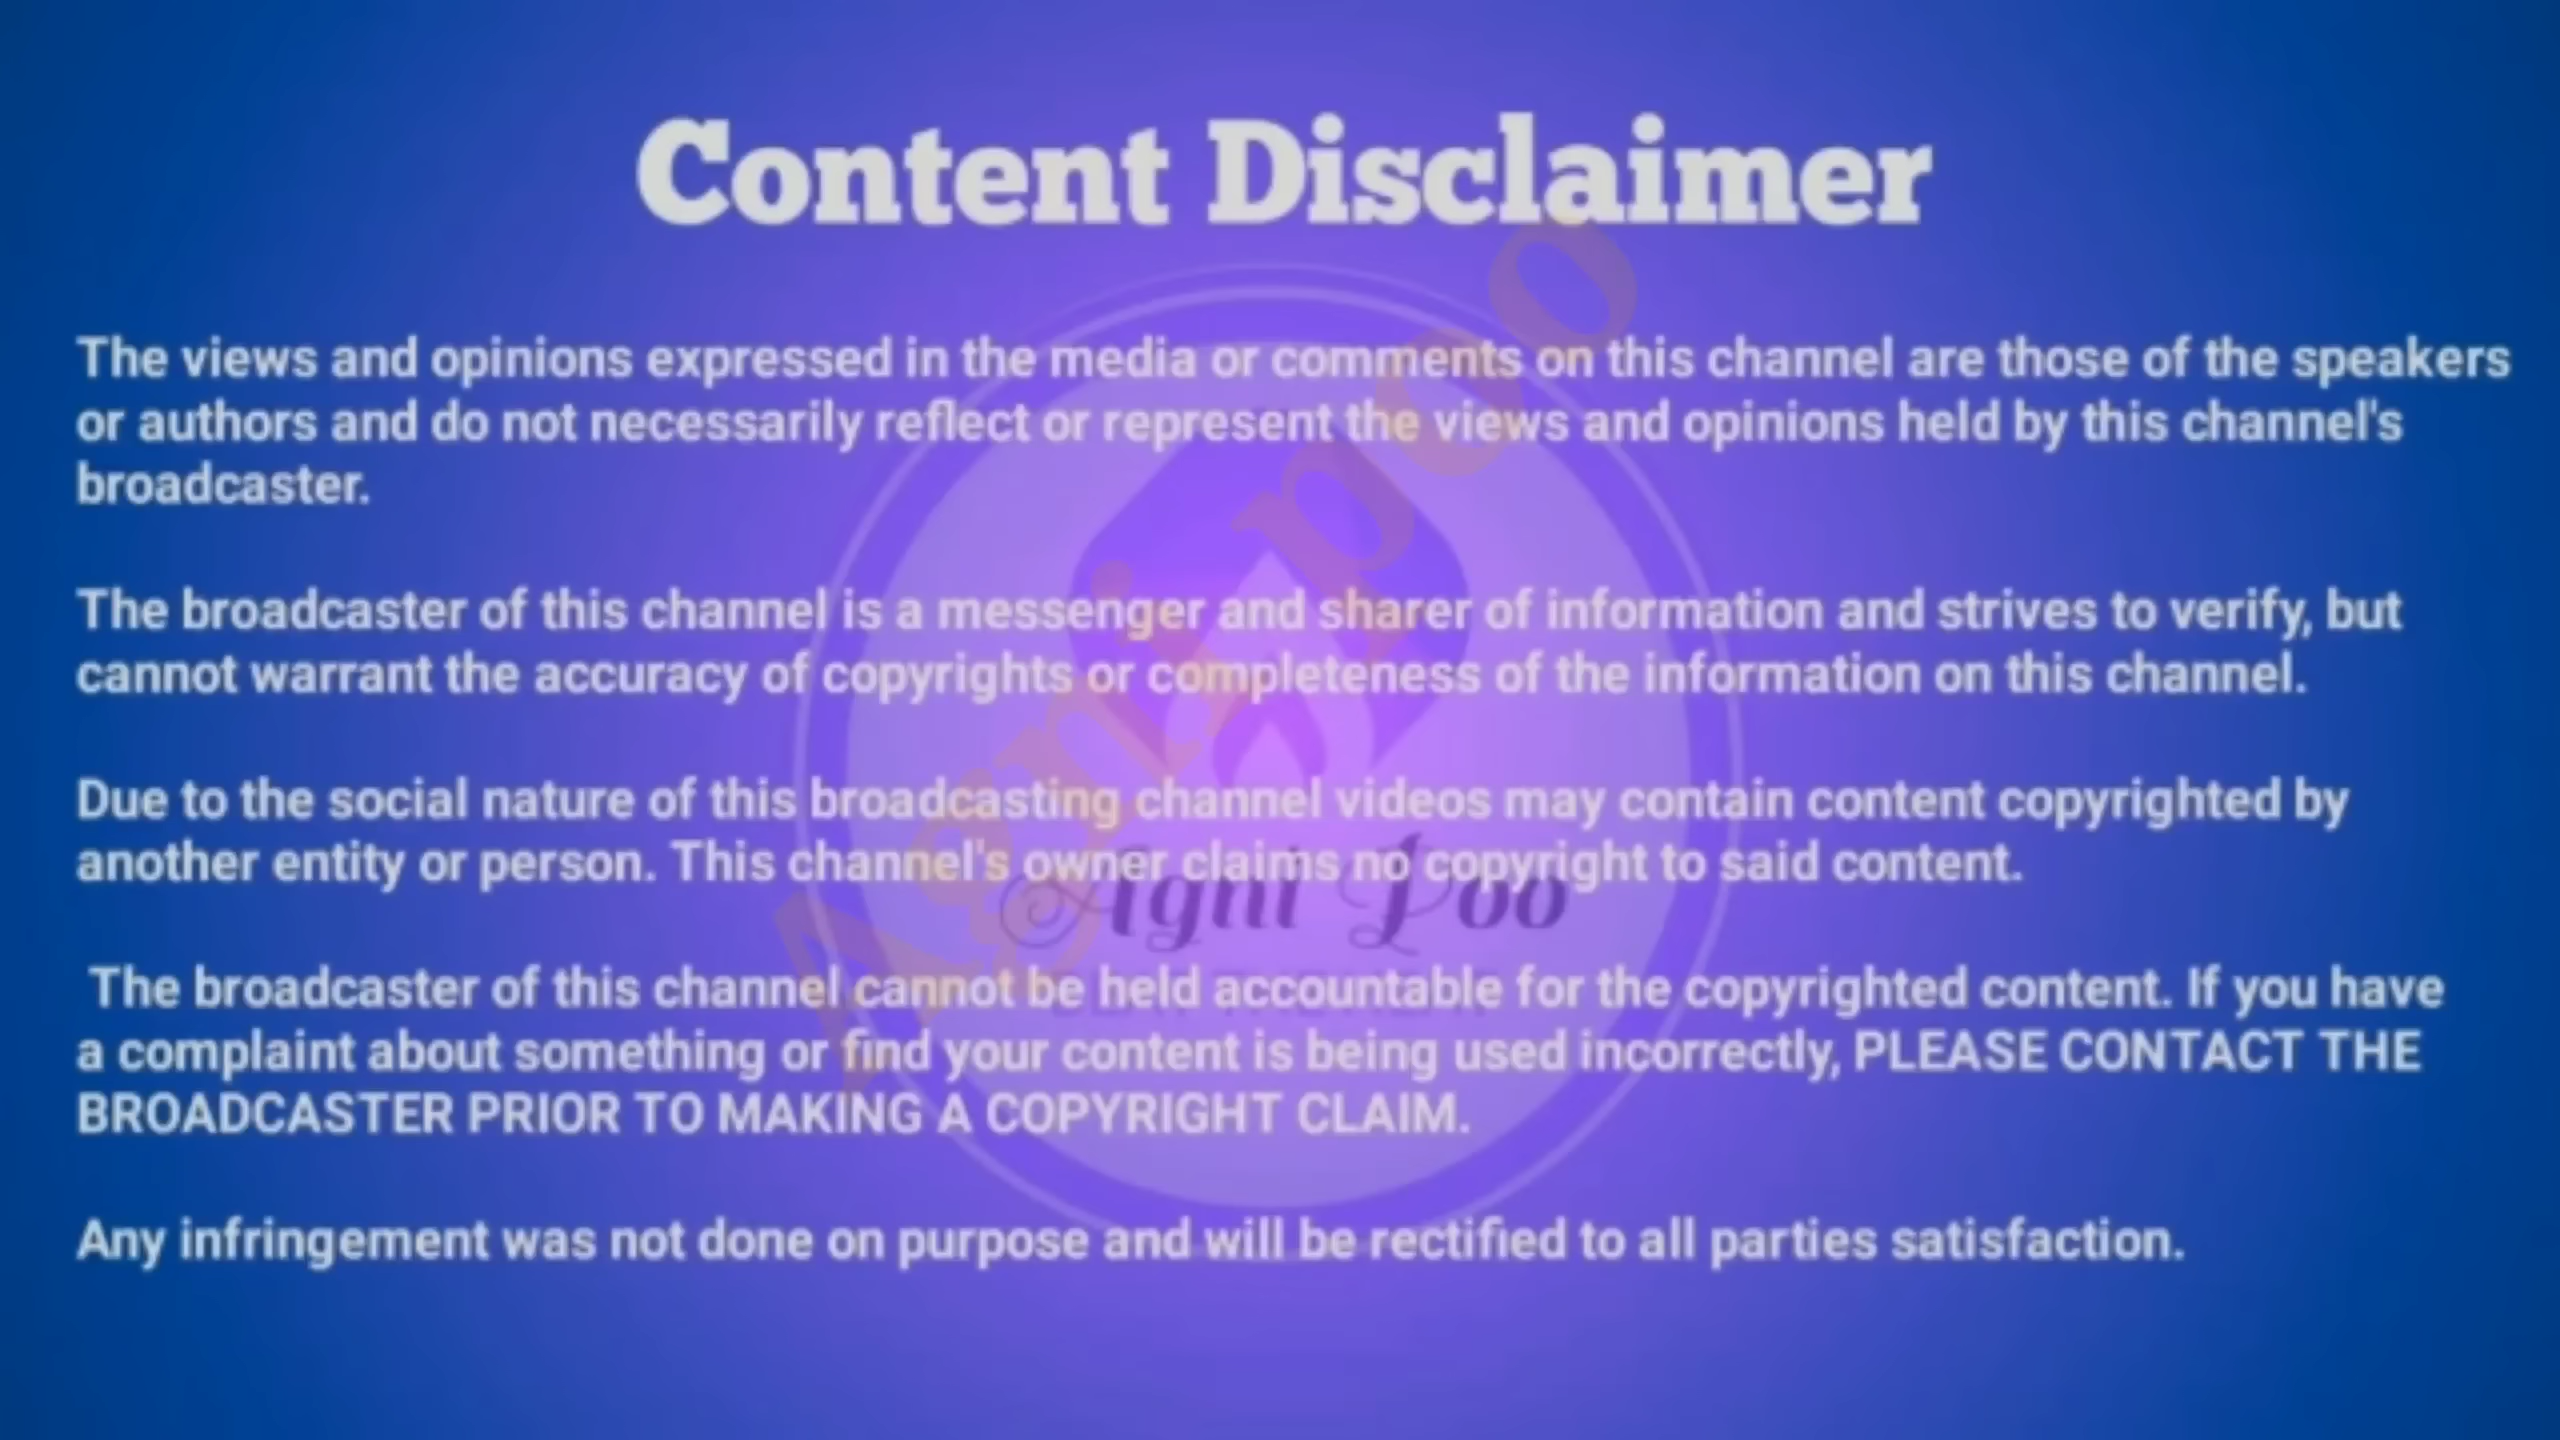 Content Disclaimer
The views and opinions expressed in the media or comments on this channel are those of the speakers
or authors and do not necessarily reflect or represent the views and opinions held by this channel's
broadcaster.
The broadcaster of this channel is a messenger and sharer of information and strives to verify, but
cannot warrant the accuracy of copyrights or completeness of the information on this channel.
Due to the social nature of this broadcasting channel videos may contain content copyrighted by
another entity or person. This channel's owner claims no copyright to said content.
The broadcaster of this channel cannot be held accountable for the copyrighted content. If you have
a complaint about something or find your content is being used incorrectly, PLEASE CONTACT THE
BROADCASTER PRIOR TO MAKING A COPYRIGHT CLAIM.
Any infringement was not done on purpose and will be rectified to all parties satisfaction.
Agni Poo
Agni poo